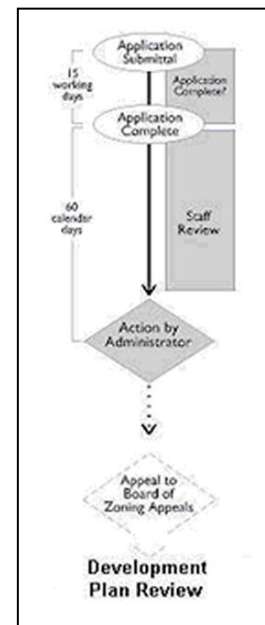 Application
Submittal
15
working
days
Application
Complete?
Application
Complete
60
calendar
days
Staff
Review
Action by
Administrator
Appeal to
Board of
Zoning Appeals
Development
Plan Review